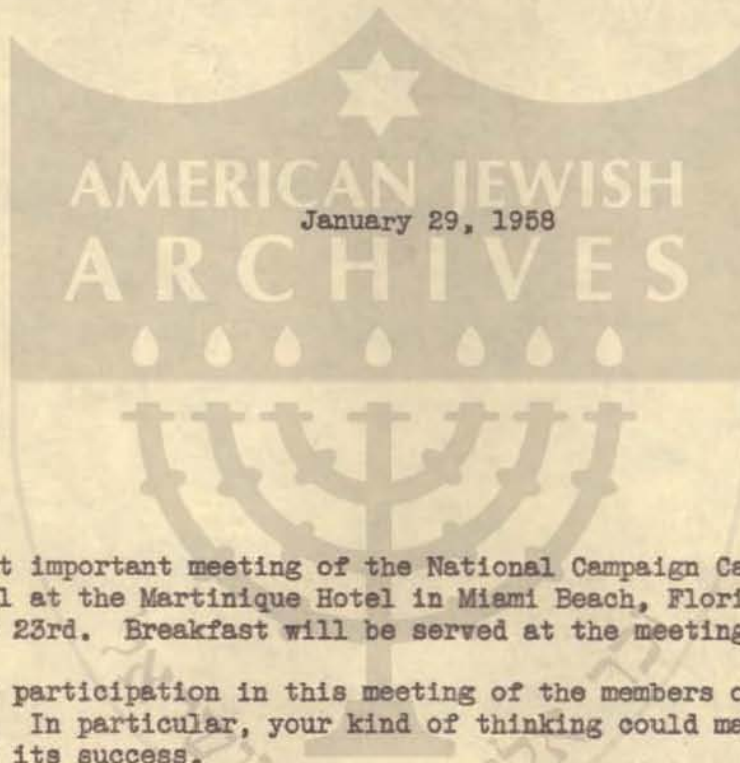 AMERICAN JEWISH
January 29, 1958
ARCHIVES
t important meeting of the National Campaign Ca
l at the Martinique Hotel in Miami Beach, Flori
23rd. Breakfast will be served at the meeting
participation in this meeting of the members o
In particular, your kind of thinking could ma
its success.